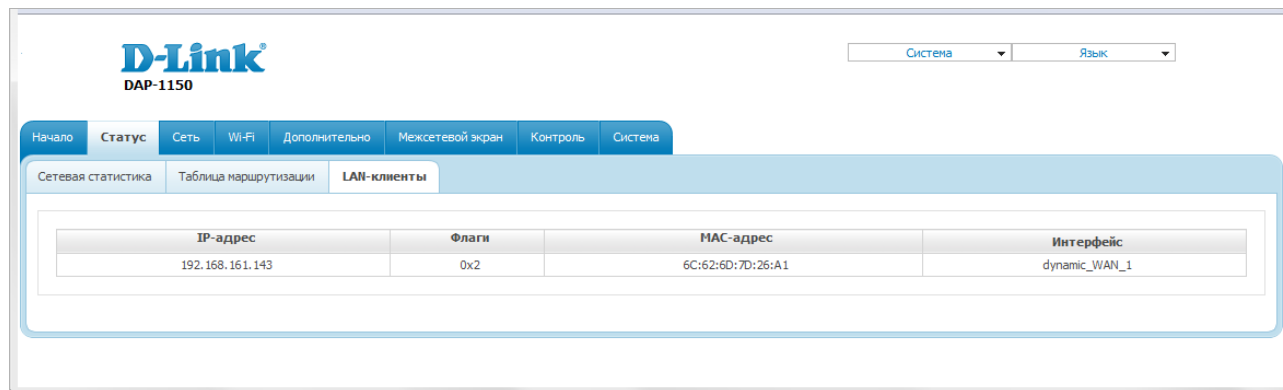 D-Link®
DAP-1150
Система Язык
Начало Статус Сеть Wi-Fi Дополнительно Межсетевой экран Контроль Система
Сетевая статистика Таблица маршрутизации LAN-клиенты
IP-адрес Флаги MAC-адрес Интерфейс
192.168.161.143 0x2 6C:62:6D:7D:26:A1 dynamic_WAN_1